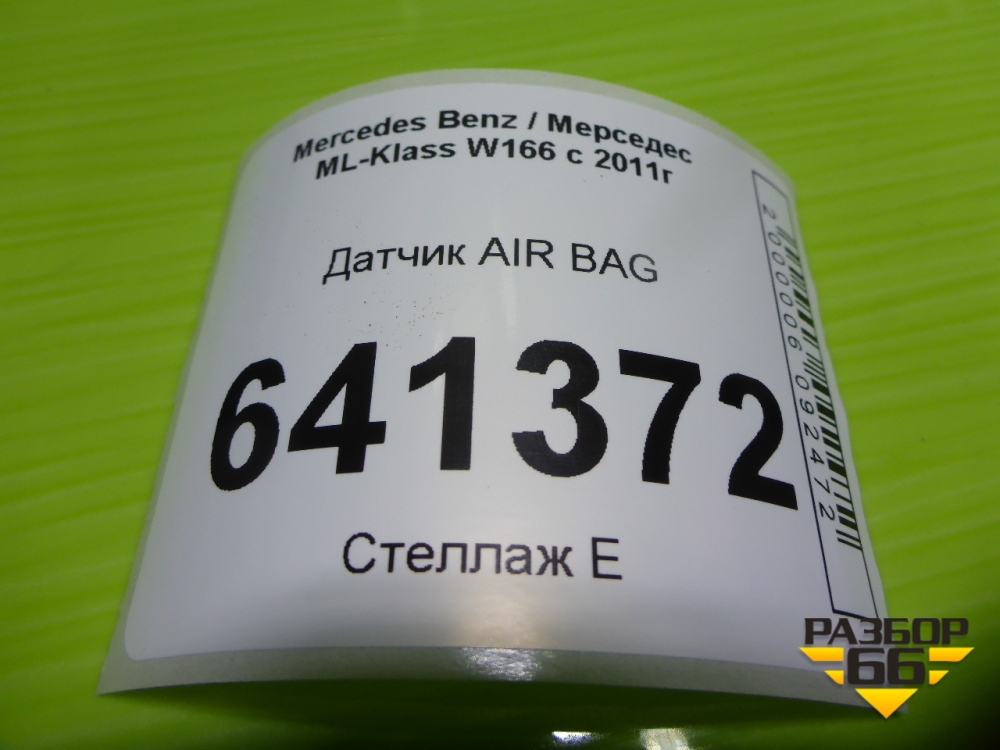 Mercedes Benz / Мерседес
ML-Klass W166 с 2011г
Датчик AIR BAG
641372
Стеллаж Е
2000006092472
РАЗБОР
66